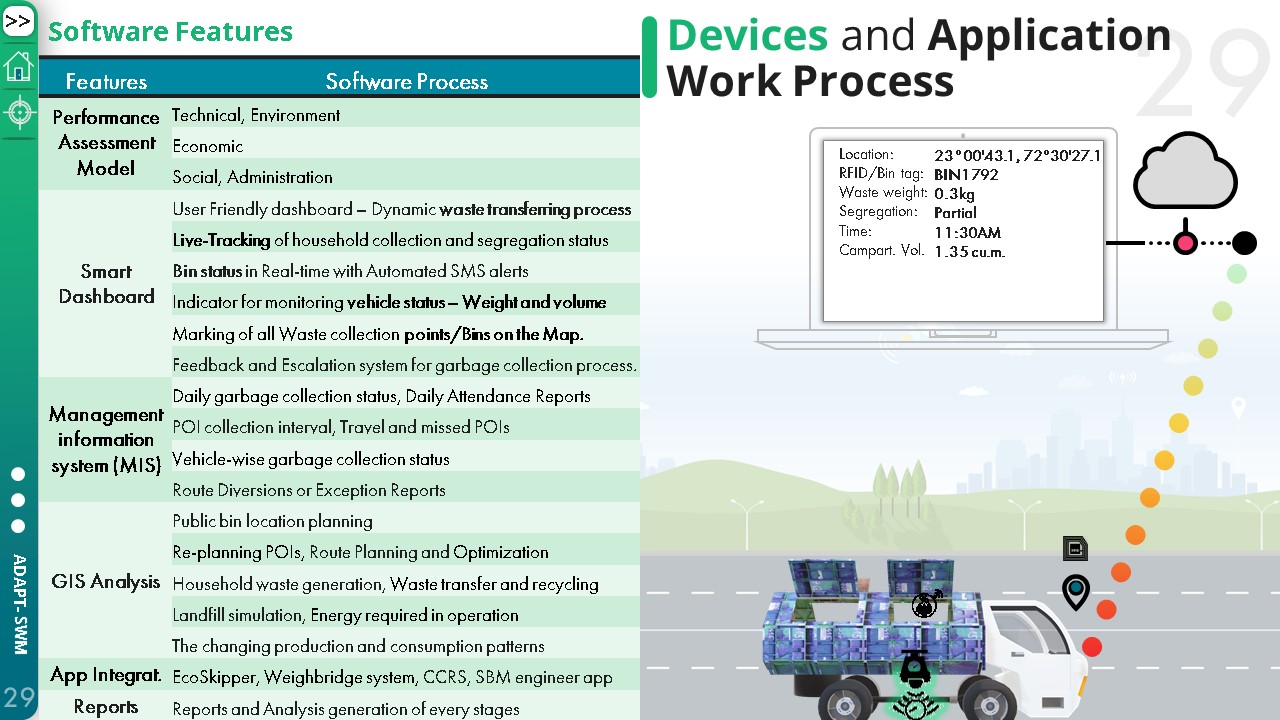 >>
Software Features
Features Software Process
Performance Assessment Model
Technical, Environment
Economic
Social, Administration
Smart Dashboard
User Friendly dashboard – Dynamic waste transferring process
Live-Tracking of household collection and segregation status
Bin status in Real-time with Automated SMS alerts
Indicator for monitoring vehicle status – Weight and volume
Marking of all Waste collection points/Bins on the Map.
Feedback and Escalation system for garbage collection process.
Management information system (MIS)
Daily garbage collection status, Daily Attendance Reports
POI collection interval, Travel and missed POIs
Vehicle-wise garbage collection status
Route Diversions or Exception Reports
GIS Analysis
Public bin location planning
Re-planning POIs, Route Planning and Optimization
Household waste generation, Waste transfer and recycling
Landfill simulation, Energy required in operation
The changing production and consumption patterns
App Integrat.
EcoSkipper, Weighbridge system, CCRS, SBM engineer app
Reports
Report and Analysis generation of every stages
ADAPT- SWM
29
Devices and Application
Work Process
29
Location: 23°00'43.1, 72°30'27.1
RFID/Bin tag: BIN1792
Waste weight: 0.3kg
Segregation: Partial
Time: 11:30AM
Campart. Vol. 1.35 cu.m.